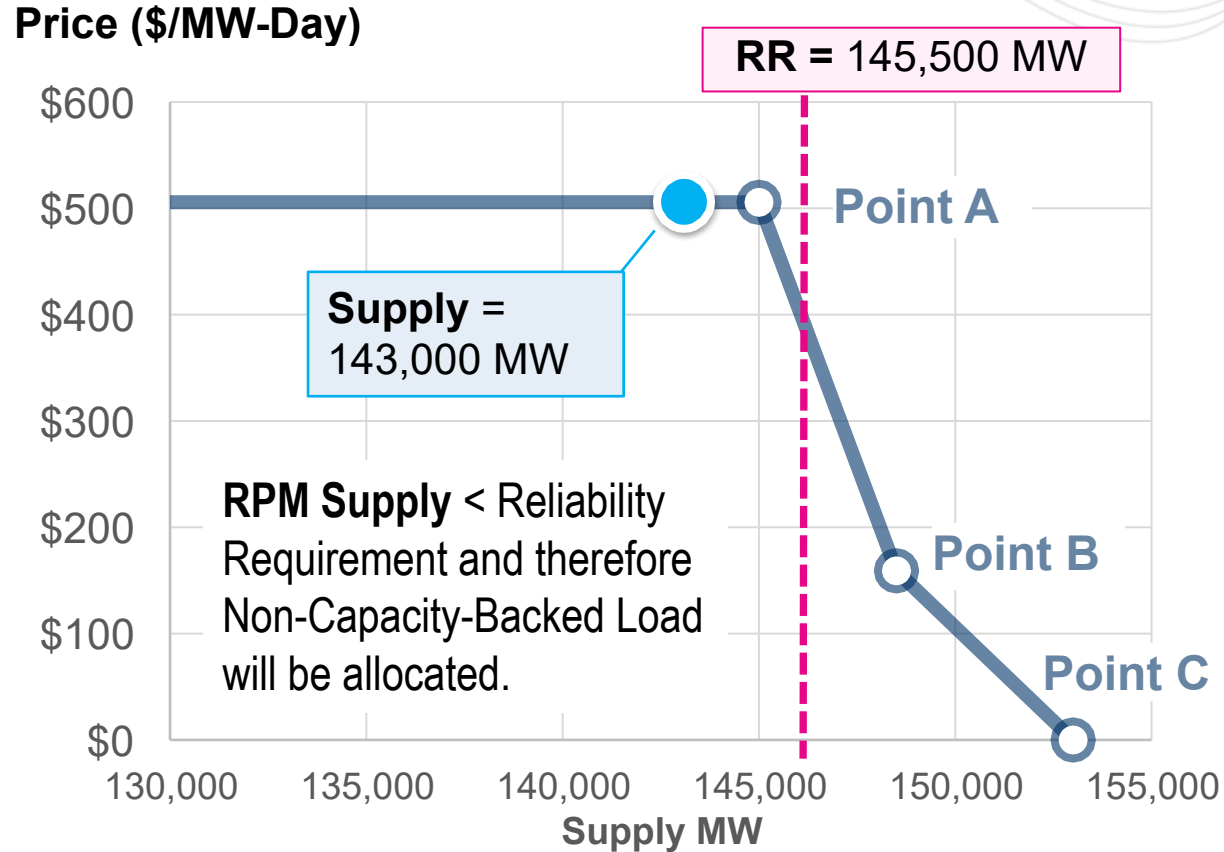 Price ($/MW-Day)
RR = 145,500 MW
$600
$500
$400
$300
$200
$100
$0
Point A
Supply =
143,000 MW
RPM Supply < Reliability
Requirement and therefore
Non-Capacity-Backed Load
will be allocated.
Point B
Point C
130,000
135,000
140,000
145,000
150,000
155,000
Supply MW